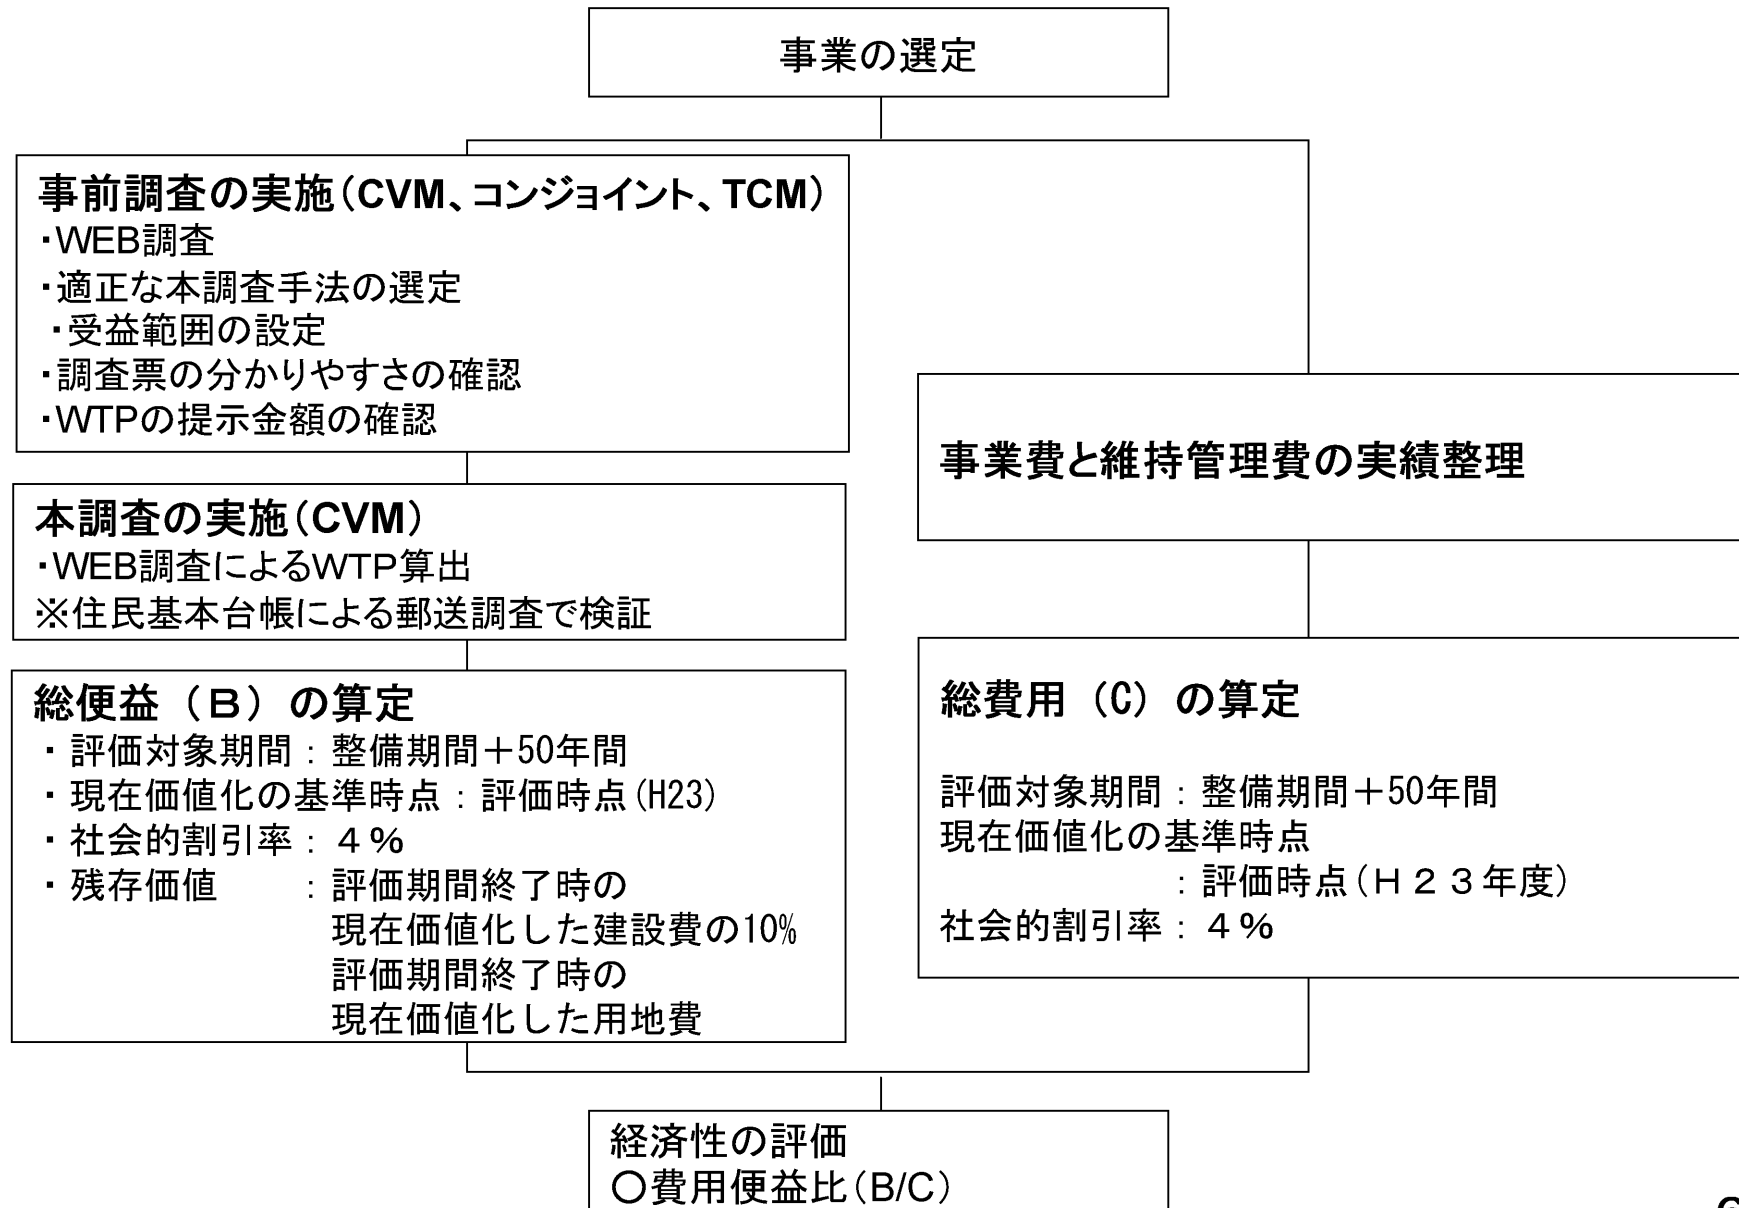 事業の選定
事前調査の実施(CVM、コンジョイント、TCM)
・WEB調査
・適正な本調査手法の選定
・受益範囲の設定
・調査票の分かりやすさの確認
・WTPの提示金額の確認
本調査の実施(CVM)
・WEB調査によるWTP算出
※住民基本台帳による郵送調査で検証
総便益(B)の算定
・評価対象期間:整備期間+50年間
・現在価値化の基準時点:評価時点(H23)
・社会的割引率:4%
・残存価値 :評価期間終了時の
現在価値化した建設費の10%
評価期間終了時の
現在価値化した用地費
事業費と維持管理費の実績整理
総費用(C)の算定
評価対象期間:整備期間+50年間
現在価値化の基準時点
:評価時点(H23年度)
社会的割引率:4%
経済性の評価
○費用便益比(B/C)